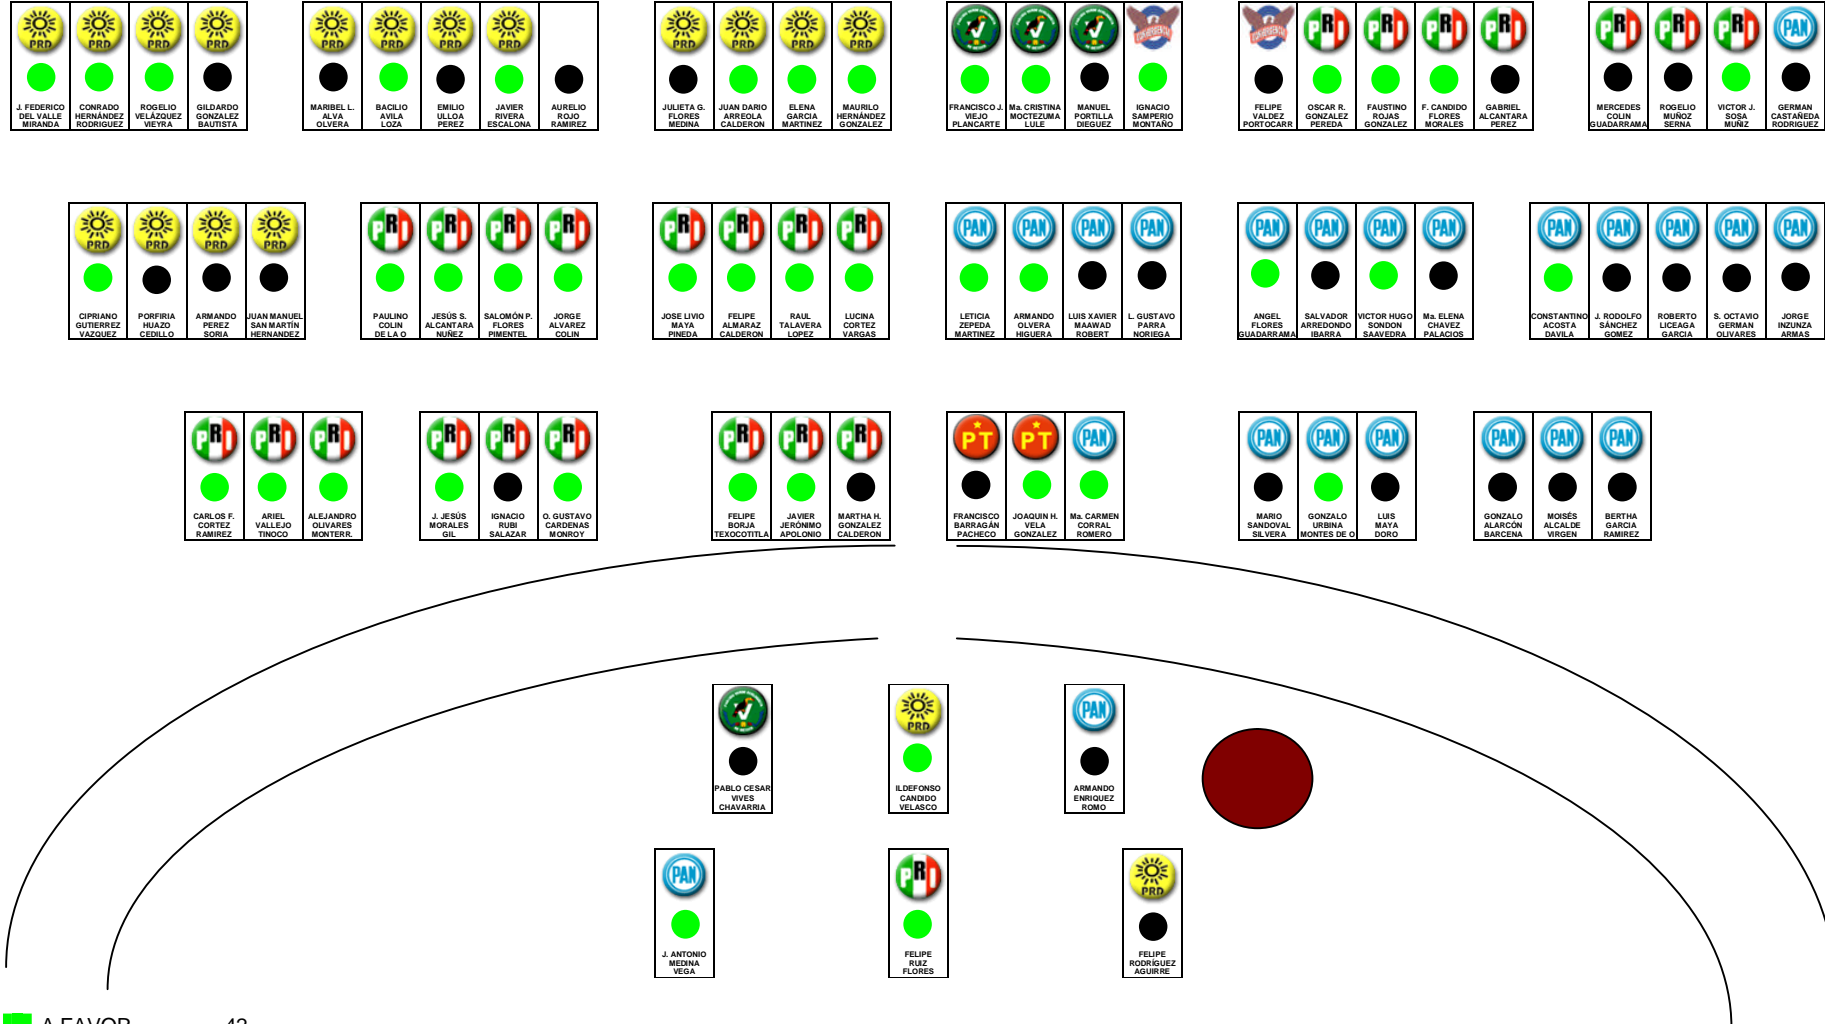 PRD PRD PRD PRD
J. FEDERICO DEL VALLE MIRANDA
CONRADO HERNÁNDEZ RODRIGUEZ
ROGELIO VELÁZQUEZ VIEYRA
GILDARDO GONZALEZ BAUTISTA
PRD PRD PRD PRD
MARIBEL L. ALVA OLVERA
BACILIO AVILA LOZA
EMILIO ULLOA PEREZ
JAVIER RIVERA ESCALONA
AURELIO ROJO RAMIREZ
PRD PRD PRD PRD
JULIETA G. FLORES MEDINA
JUAN DARIO ARREOLA CALDERON
ELENA GARCIA MARTINEZ
MAURILO HERNÁNDEZ GONZALEZ
FRANCISCO J. VIEJO PLANCARTE
Ma. CRISTINA MOCTEZUMA LULE
MANUEL PORTILLA DIEGUEZ
IGNACIO SAMPERIO MONTAÑO
PRI PRI PRI PRI
FELIPE VALDEZ PORTOCARR
OSCAR R. GONZALEZ PEREDA
FAUSTINO ROJAS GONZALEZ
F. CANDIDO FLORES MORALES
GABRIEL ALCANTARA PEREZ
PRI PRI PRI PAN
MERCEDES COLIN GUADARRAMA
ROGELIO MUÑOZ SERNA
VICTOR J. SOSA MUÑIZ
GERMAN CASTAÑEDA RODRIGUEZ
PRD PRD PRD PRD
CIPRIANO GUTIERREZ VAZQUEZ
PORFIRIA HUAZO CEDILLO
ARMANDO PEREZ SORIA
JUAN MANUEL SAN MARTÍN HERNANDEZ
PRI PRI PRI PRI
PAULINO COLIN DE LA O
JESÚS S. ALCANTARA NUÑEZ
SALOMÓN P. FLORES PIMENTEL
JORGE ALVAREZ COLIN
PRI PRI PRI PRI
JOSE LIVIO MAYA PINEDA
FELIPE ALMARAZ CALDERON
RAUL TALAVERA LOPEZ
LUCINA CORTEZ VARGAS
PAN PAN PAN PAN
LETICIA ZEPEDA MARTINEZ
ARMANDO OLVERA HIGUERA
LUIS XAVIER MAAWAD ROBERT
L. GUSTAVO PARRA NORIEGA
PAN PAN PAN PAN
ANGEL FLORES GUADARRAMA
SALVADOR ARREDONDO IBARRA
VICTOR HUGO SONDON SAAVEDRA
Ma. ELENA CHAVEZ PALACIOS
PAN PAN PAN PAN PAN
CONSTANTINO ACOSTA DAVILA
J. RODOLFO SÁNCHEZ GOMEZ
ROBERTO LICEAGA GARCIA
S. OCTAVIO GERMAN OLIVARES
JORGE INZUNZA ARMAS
PRI PRI PRI
CARLOS F. CORTEZ RAMIREZ
ARIEL VALLEJO TINOCO
ALEJANDRO OLIVARES MONTERR.
PRI PRI PRI
J. JESÚS MORALES GIL
IGNACIO RUBI SALAZAR
O. GUSTAVO CARDENAS MONROY
PRI PRI PRI
FELIPE BORJA TEXOCOTITLA
JAVIER JERÓNIMO APOLONIO
MARTHA H. GONZALEZ CALDERON
PT PT PAN
FRANCISCO BARRAGÁN PACHECO
JOAQUIN H. VELA GONZALEZ
Ma. CARMEN CORRAL ROMERO
PAN PAN PAN
MARIO SANDOVAL SILVERA
GONZALO URBINA MONTES DE O
LUIS MAYA DORO
PAN PAN PAN
GONZALO ALARCÓN BARCENA
MOISÉS ALCALDE VIRGEN
BERTHA GARCIA RAMIREZ
PABLO CESAR VIVES CHAVARRIA
PRD
ILDEFONSO CANDIDO VELASCO
PAN
ARMANDO ENRIQUEZ ROMO
PAN
J. ANTONIO MEDINA VEGA
PRI
FELIPE RUIZ FLORES
PRD
FELIPE RODRÍGUEZ AGUIRRE
A FAVOR